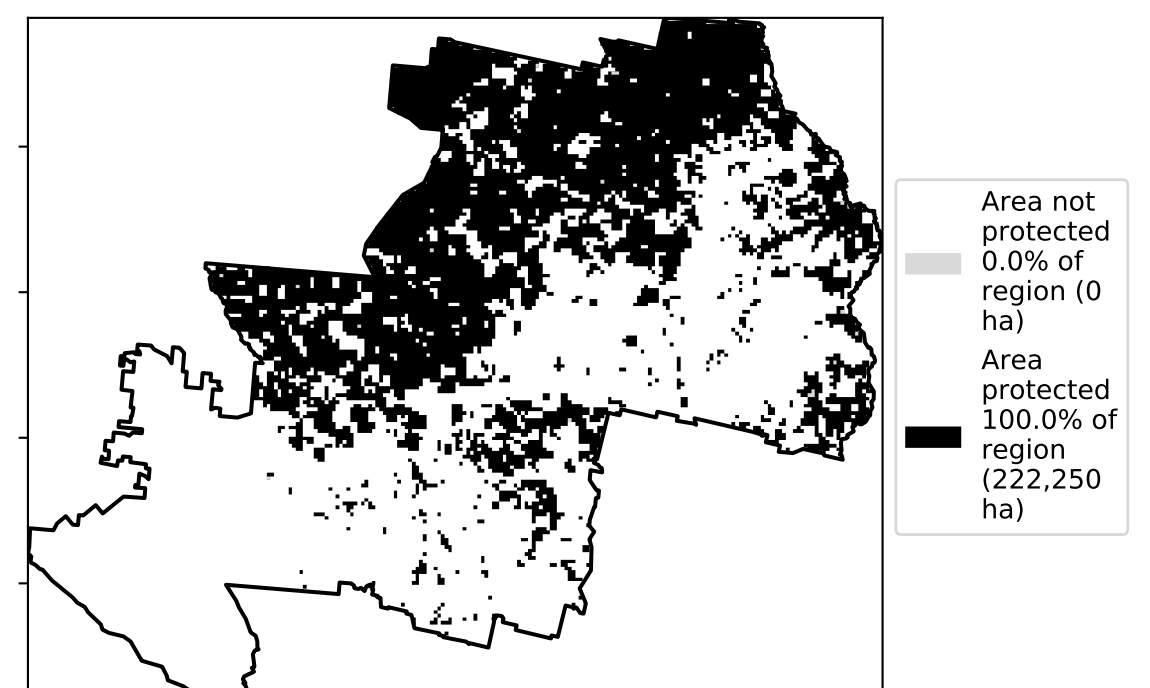 Area not
protected
0.0% of
region (0
ha)
Area
protected
100.0% of
region
(222,250
ha)